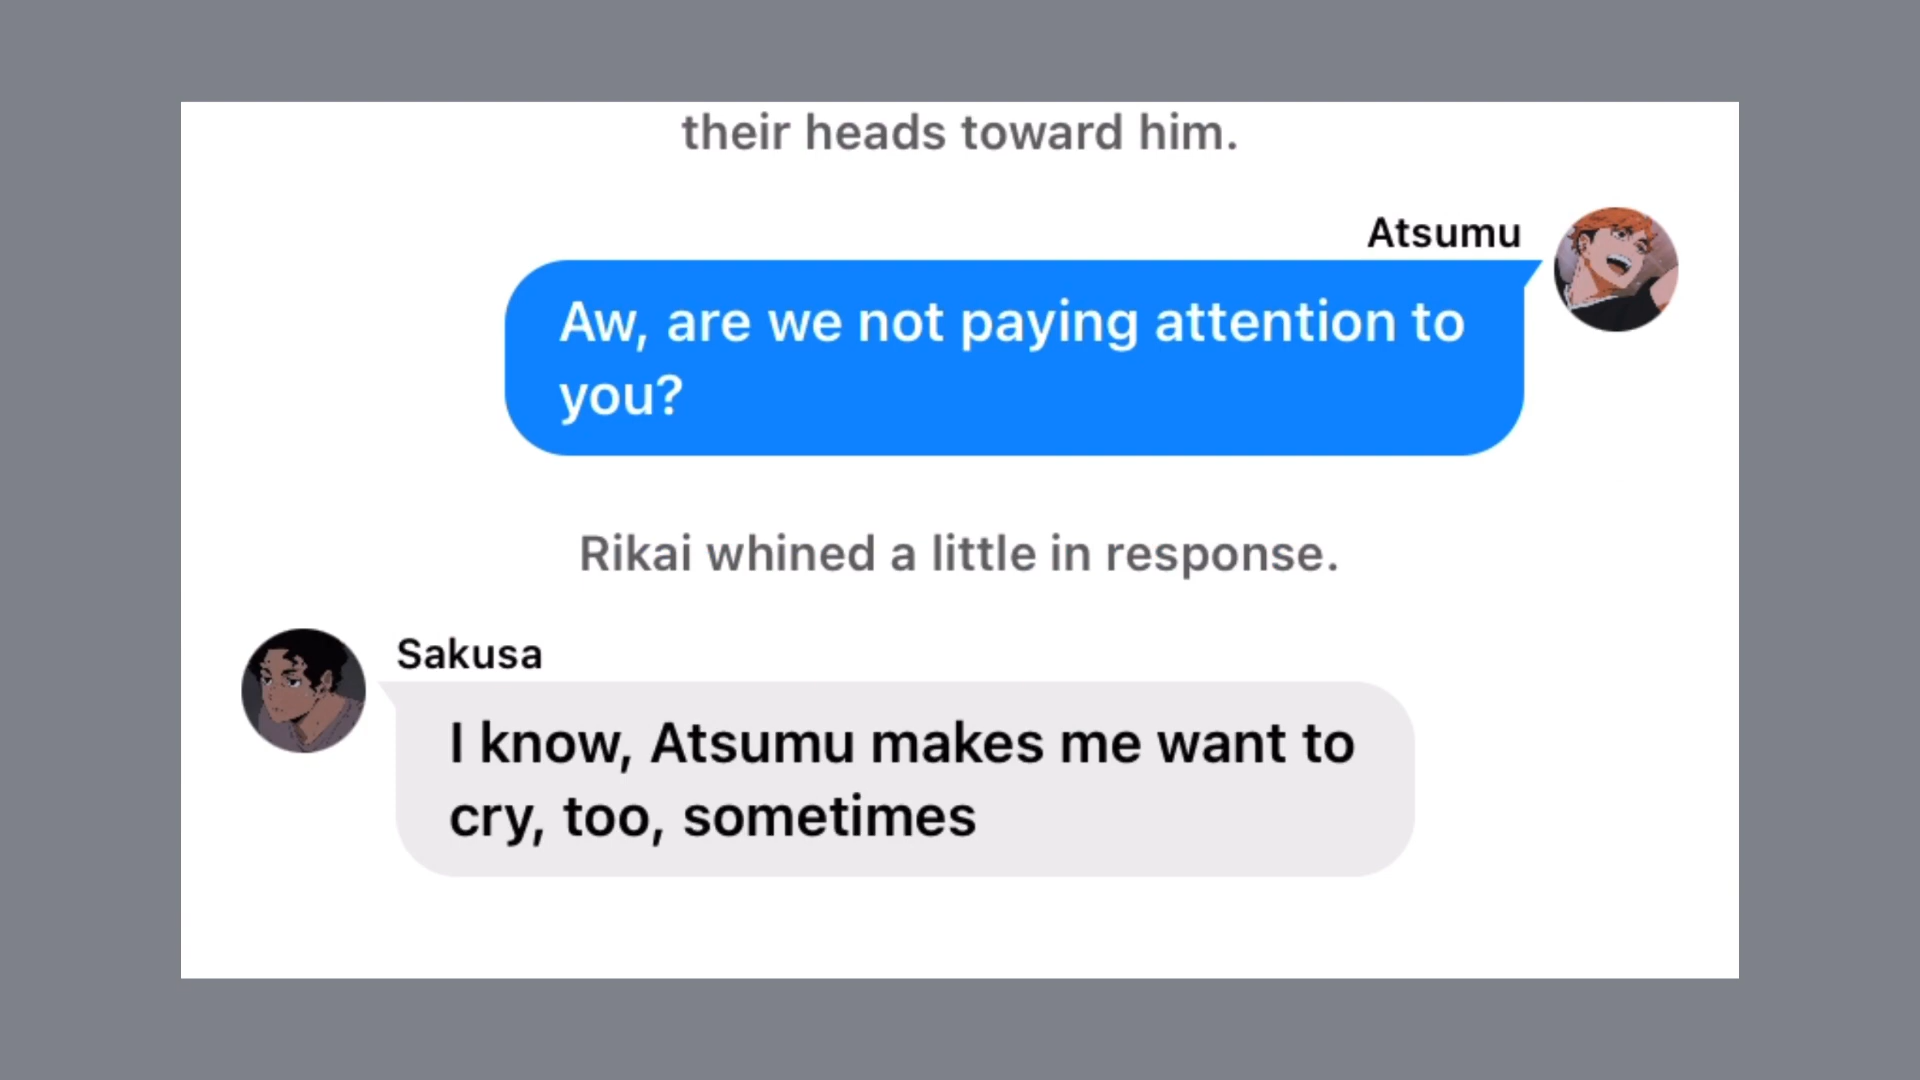 their heads toward him.
Atsumu
Aw, are we not paying attention to
you?
Rikai whined a little in response.
Sakusa
I know, Atsumu makes me want to
cry, too, sometimes